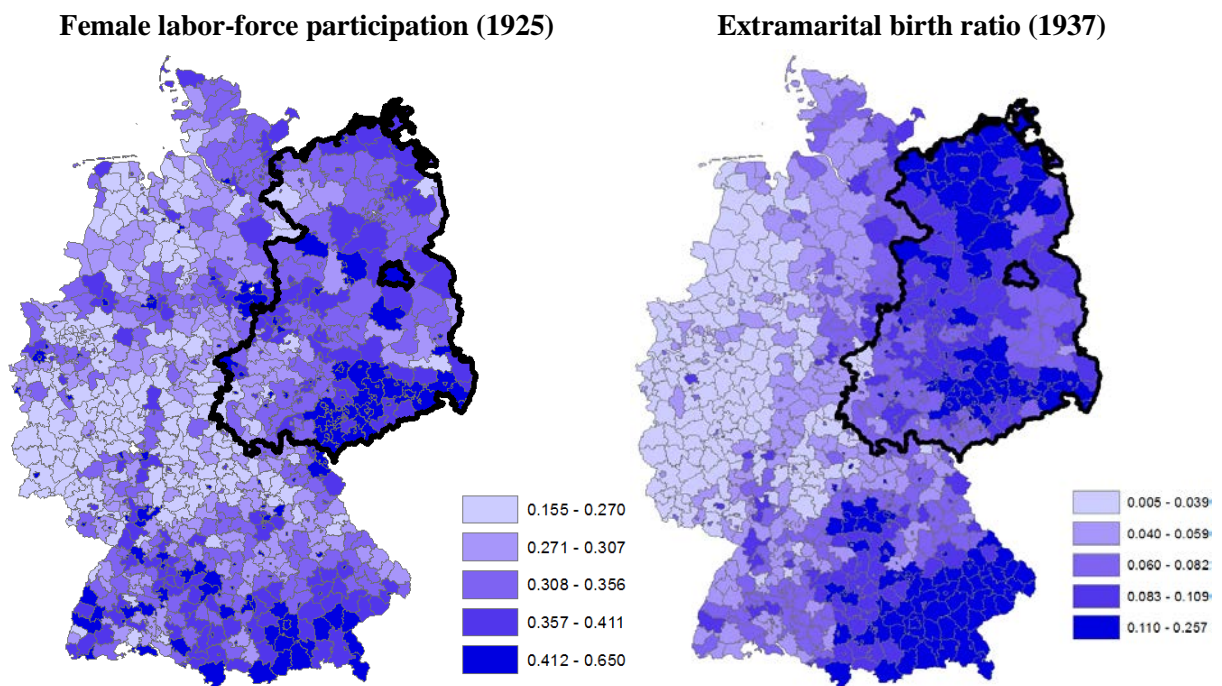 Female labor-force participation (1925)
Extramarital birth ratio (1937)
0.155 - 0.270
0.271 - 0.307
0.308 - 0.356
0.357 - 0.411
0.412 - 0.650
0.005 - 0.039
0.040 - 0.059
0.060 - 0.082
0.083 - 0.109
0.110 - 0.257